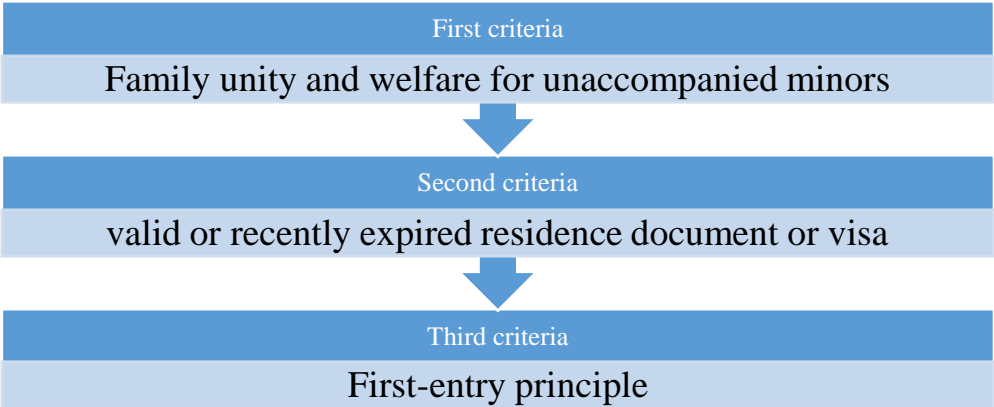 First criteria
Family unity and welfare for unaccompanied minors
Second criteria
valid or recently expired residence document or visa
Third criteria
First-entry principle